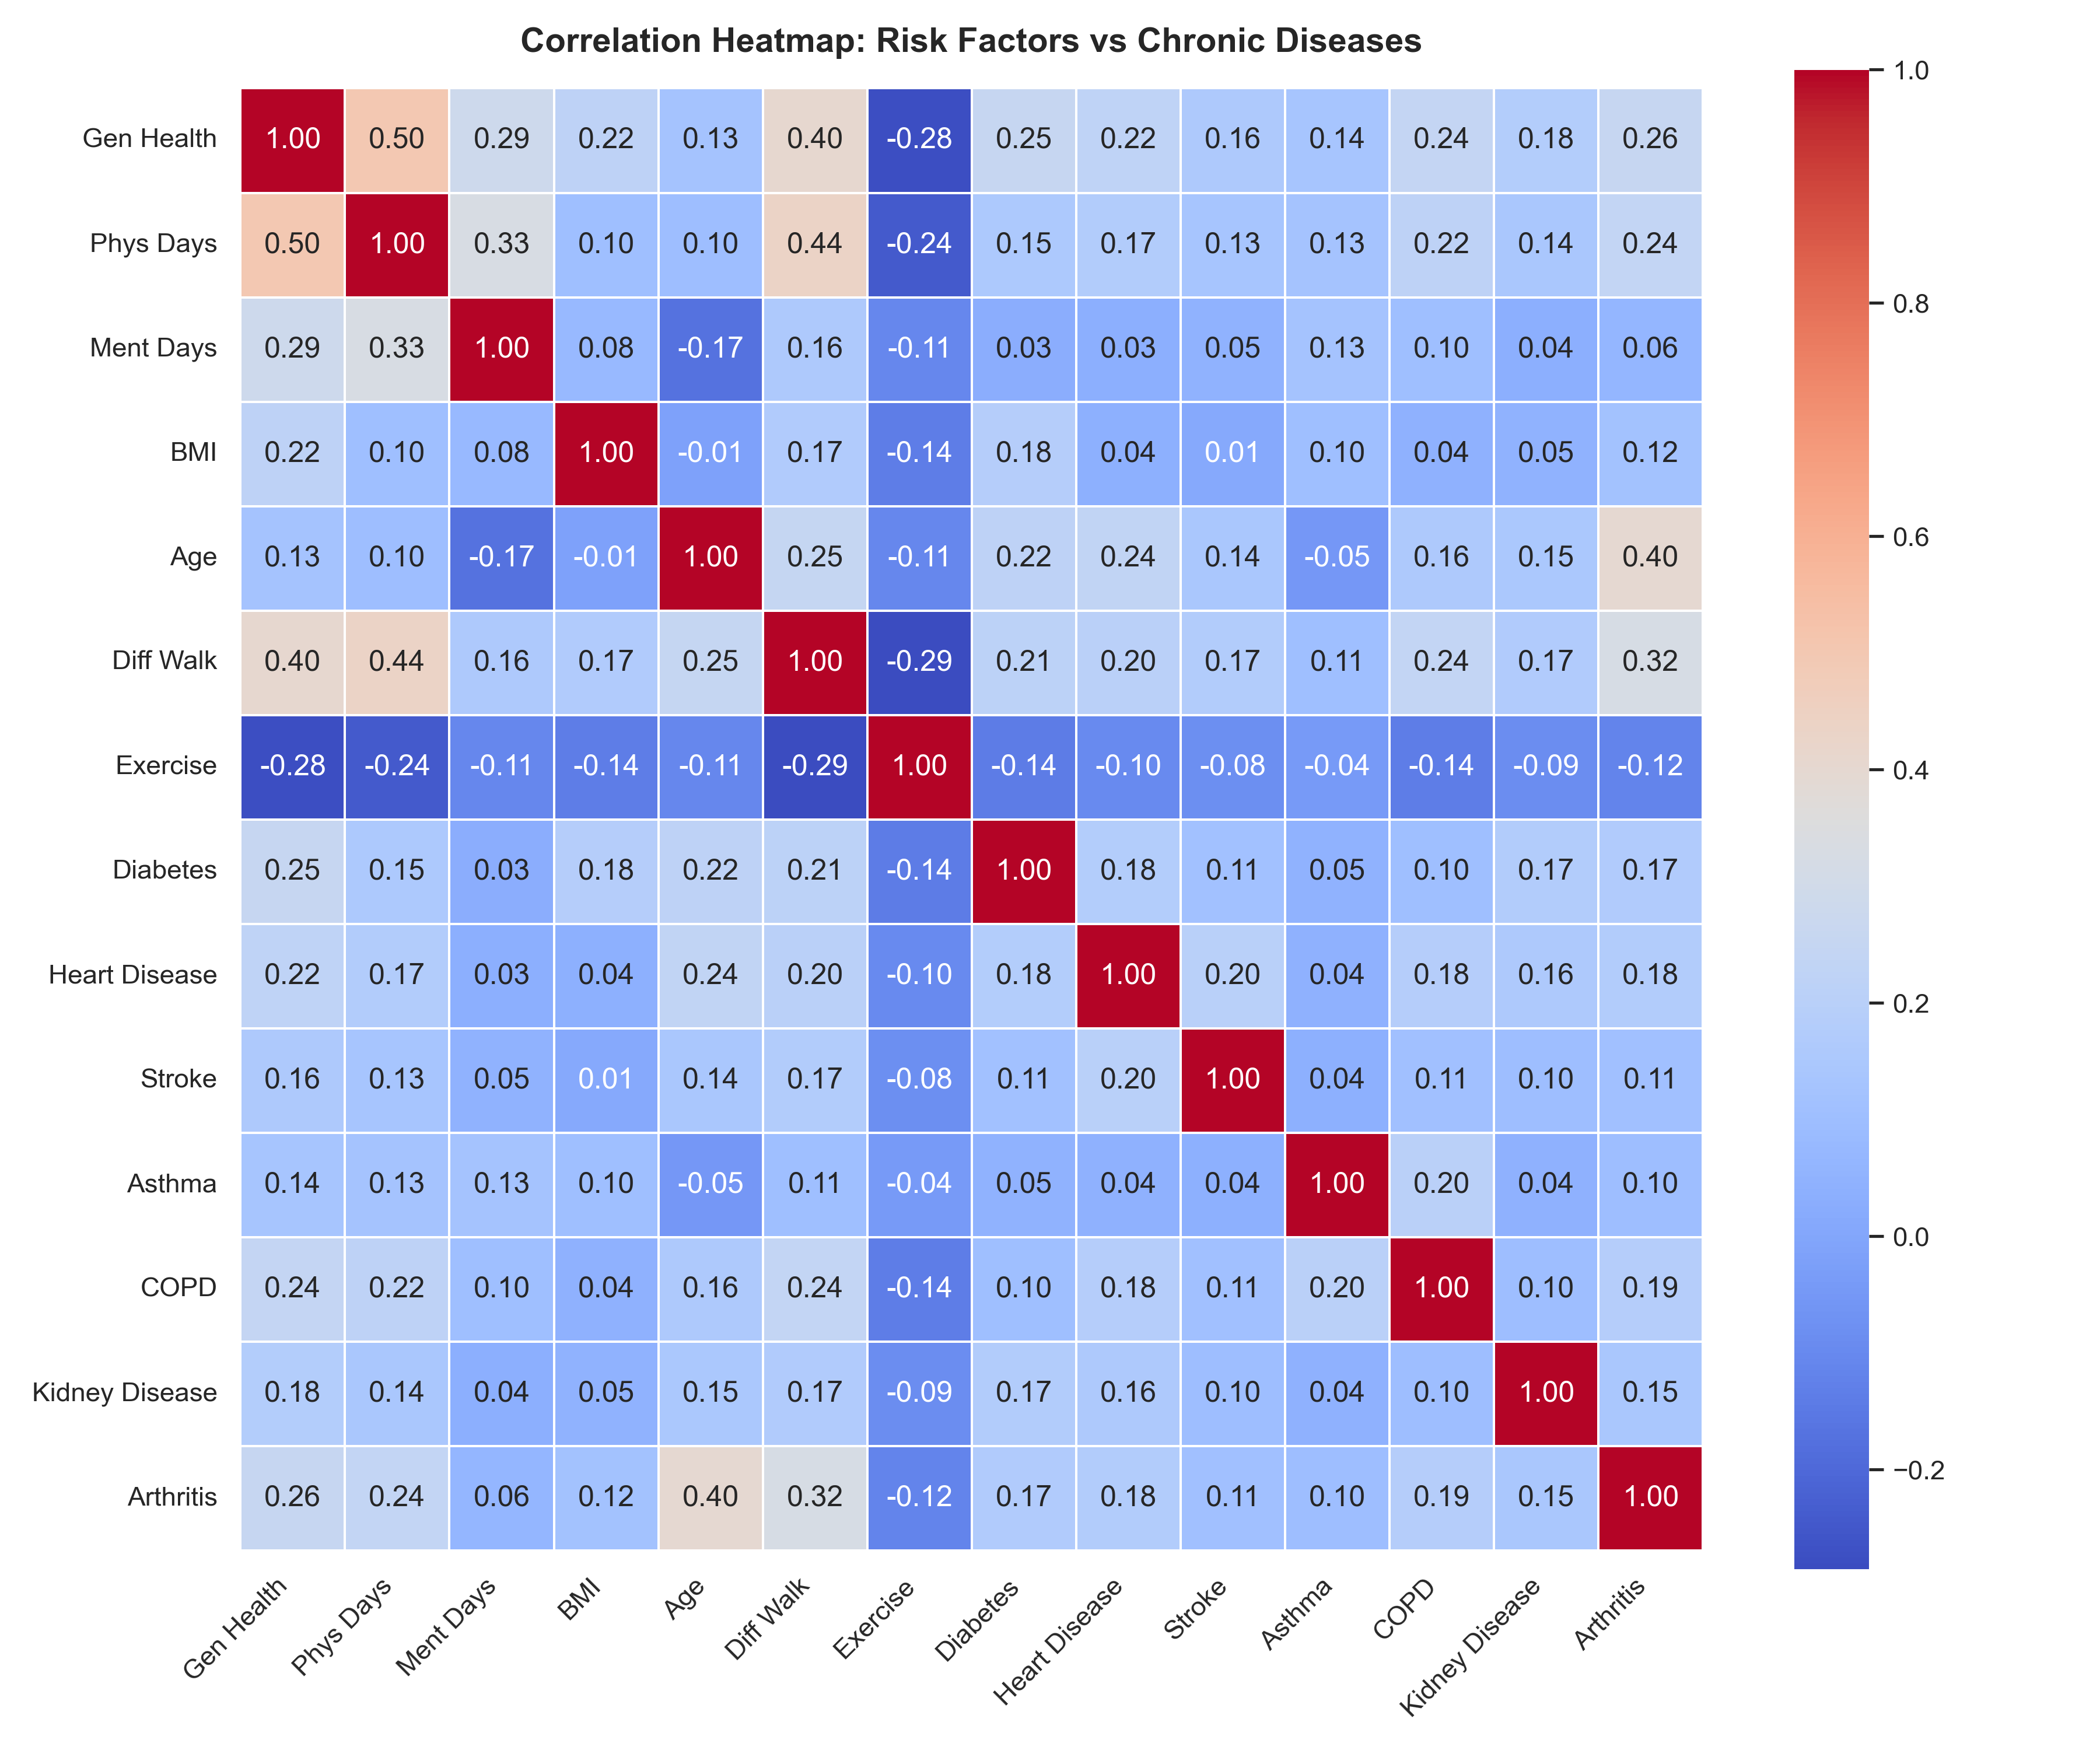 Correlation Heatmap: Risk Factors vs Chronic Diseases
Gen Health 1.00 0.50 0.29 0.22 0.13 0.40 -0.28 0.25 0.22 0.16 0.14 0.24 0.18 0.26
Phys Days 0.50 1.00 0.33 0.10 0.10 0.44 -0.24 0.15 0.17 0.13 0.13 0.22 0.14 0.24
Ment Days 0.29 0.33 1.00 0.08 -0.17 0.16 -0.11 0.03 0.03 0.05 0.13 0.10 0.04 0.06
BMI 0.22 0.10 0.08 1.00 -0.01 0.17 -0.14 0.18 0.04 0.01 0.10 0.04 0.05 0.12
Age 0.13 0.10 -0.17 -0.01 1.00 0.25 -0.11 0.22 0.24 0.14 -0.05 0.16 0.15 0.40
Diff Walk 0.40 0.44 0.16 0.17 0.25 1.00 -0.29 0.21 0.20 0.17 0.11 0.24 0.17 0.32
Exercise -0.28 -0.24 -0.11 -0.14 -0.11 -0.29 1.00 -0.14 -0.10 -0.08 -0.04 -0.14 -0.09 -0.12
Diabetes 0.25 0.15 0.03 0.18 0.22 0.21 -0.14 1.00 0.18 0.11 0.05 0.10 0.17 0.17
Heart Disease 0.22 0.17 0.03 0.04 0.24 0.20 -0.10 0.18 1.00 0.20 0.04 0.18 0.16 0.18
Stroke 0.16 0.13 0.05 0.01 0.14 0.17 -0.08 0.11 0.20 1.00 0.04 0.11 0.10 0.11
Asthma 0.14 0.13 0.13 0.10 -0.05 0.11 -0.04 0.05 0.04 0.04 1.00 0.20 0.04 0.10
COPD 0.24 0.22 0.10 0.04 0.16 0.24 -0.14 0.10 0.18 0.11 0.20 1.00 0.10 0.19
Kidney Disease 0.18 0.14 0.04 0.05 0.15 0.17 -0.09 0.17 0.16 0.10 0.04 0.10 1.00 0.15
Arthritis 0.26 0.24 0.06 0.12 0.40 0.32 -0.12 0.17 0.18 0.11 0.10 0.19 0.15 1.00
Gen Health Phys Days Ment Days BMI Age Diff Walk Exercise Diabetes Heart Disease Stroke Asthma COPD Kidney Disease Arthritis
1.0
0.8
0.6
0.4
0.2
0.0
−0.2